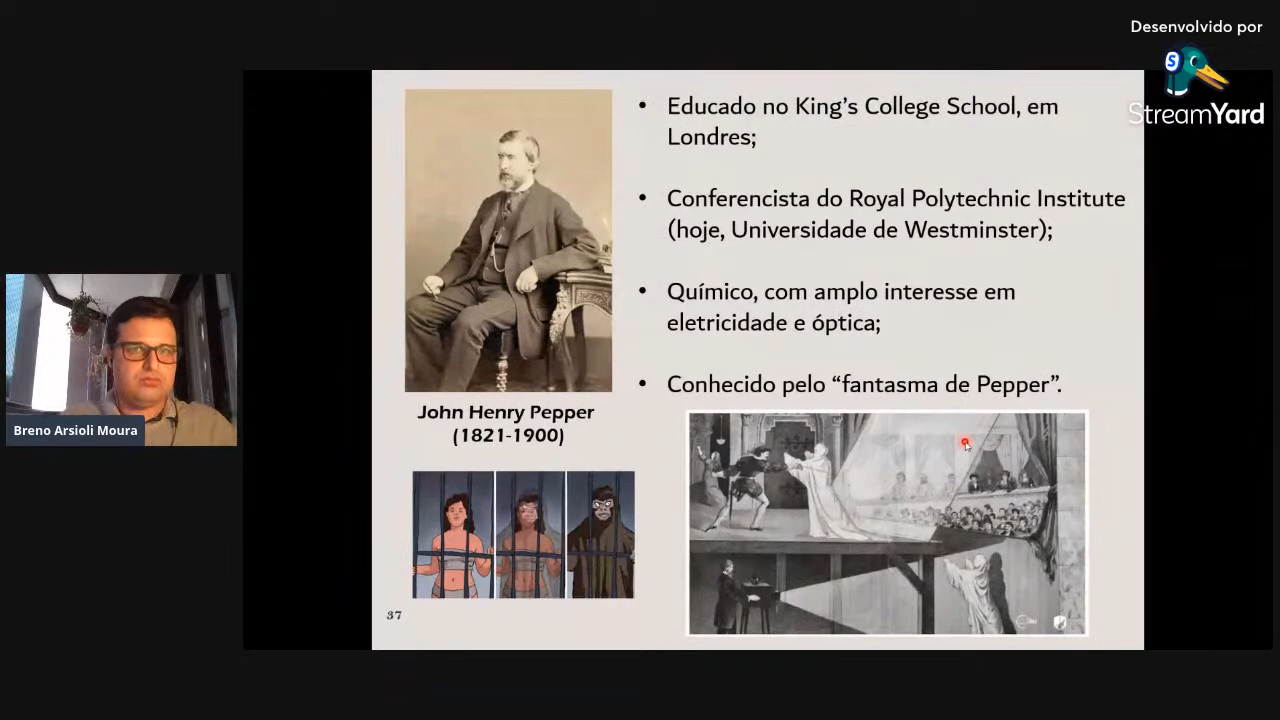 Desenvolvido por
StreamYard
• Educado no King's College School, em
Londres;
• Conferencista do Royal Polytechnic Institute
(hoje, Universidade de Westminster);
• Químico, com amplo interesse em
eletricidade e óptica;
• Conhecido pelo “fantasma de Pepper”.
John Henry Pepper
(1821-1900)
Breno Arsioli Moura
37